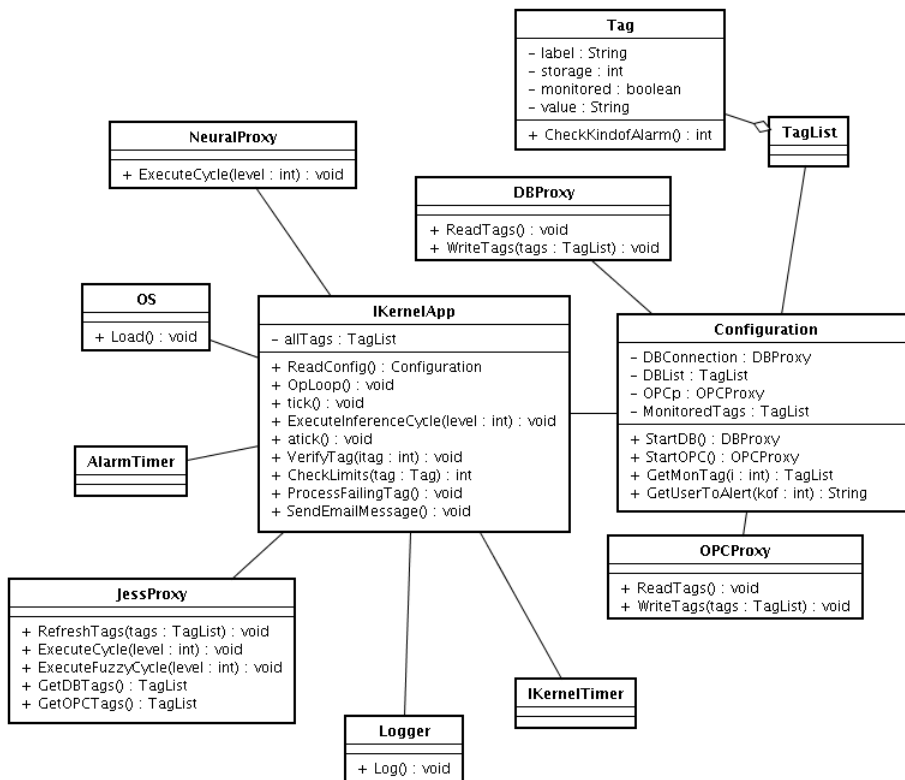 Tag
- label : String
- storage : int
- monitored : boolean
- value : String
+ CheckKindofAlarm() : int
TagList
NeuralProxy
+ ExecuteCycle(level : int) : void
DBProxy
+ ReadTags() : void
+ WriteTags(tags : TagList) : void
OS
+ Load() : void
IKernelApp
- allTags : TagList
+ ReadConfig() : Configuration
+ OpLoop() : void
+ tick() : void
+ ExecuteInferenceCycle(level : int) : void
+ atick() : void
+ VerifyTag(itag : int) : void
+ CheckLimits(tag : Tag) : int
+ ProcessFailingTag() : void
+ SendEmailMessage() : void
Configuration
- DBConnection : DBProxy
- DBList : TagList
- OPCp : OPCProxy
- MonitoredTags : TagList
+ StartDB() : DBProxy
+ StartOPC() : OPCProxy
+ GetMonTag(i : int) : TagList
+ GetUserToAlert(kof : int) : String
AlarmTimer
OPCProxy
+ ReadTags() : void
+ WriteTags(tags : TagList) : void
JessProxy
+ RefreshTags(tags : TagList) : void
+ ExecuteCycle(level : int) : void
+ ExecuteFuzzyCycle(level : int) : void
+ GetDBTags() : TagList
+ GetOPCTags() : TagList
IKernelTimer
Logger
+ Log() : void